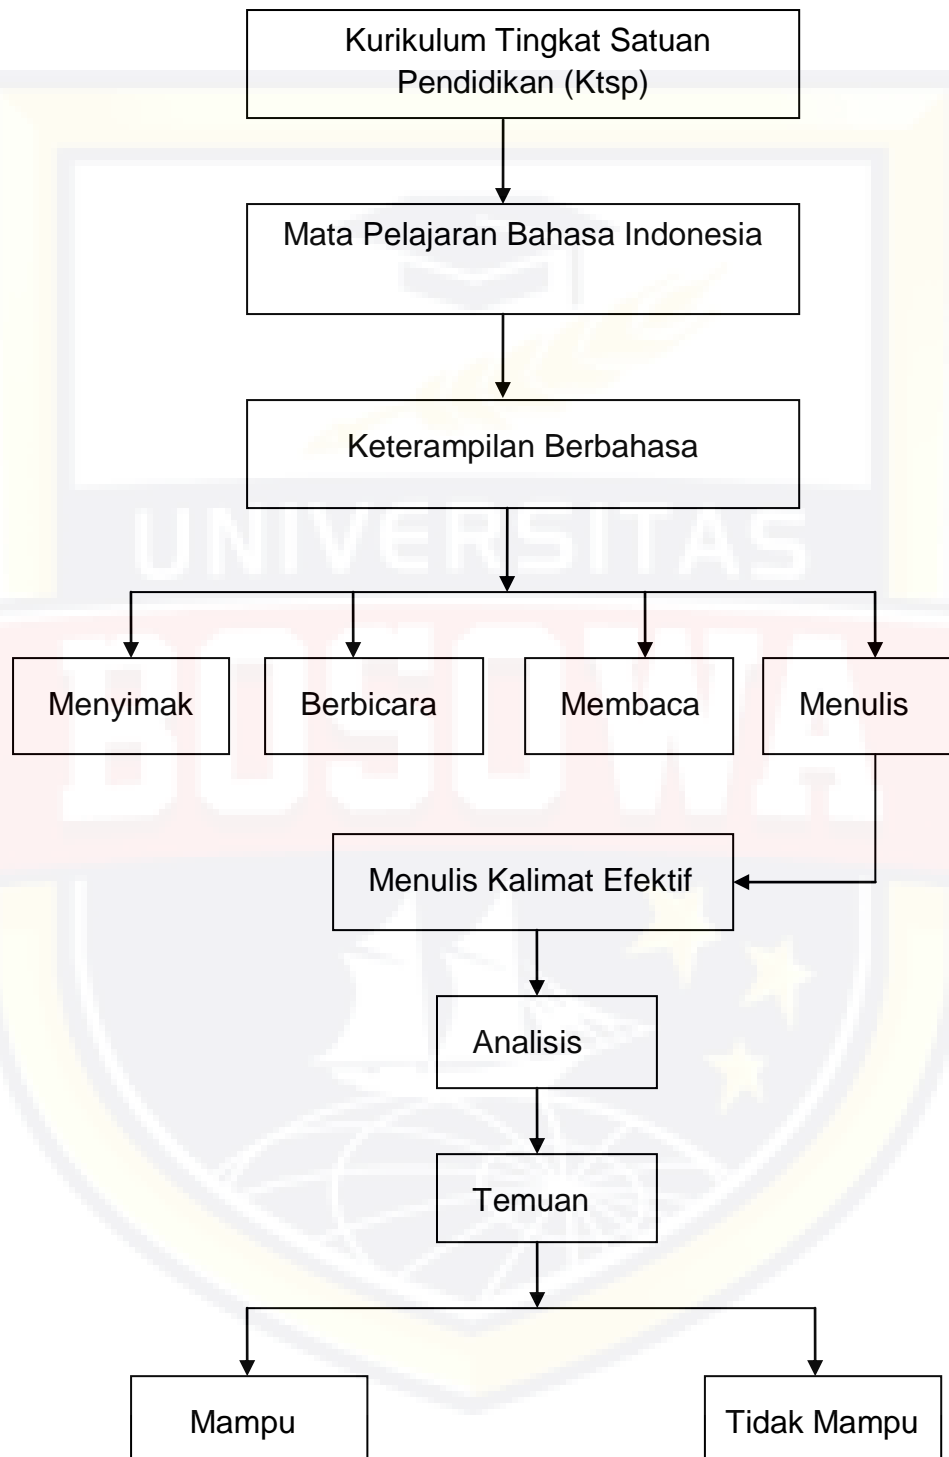 Kurikulum Tingkat Satuan
Pendidikan (Ktsp)
Mata Pelajaran Bahasa Indonesia
Keterampilan Berbahasa
UNIVERSITAS
Menyimak
Berbicara
Membaca
Menulis
BOSOWA
Menulis Kalimat Efektif
Analisis
Temuan
Mampu
Tidak Mampu